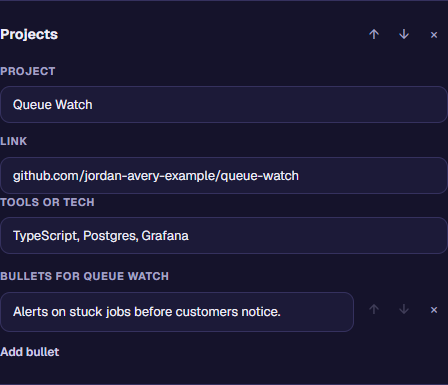 Projects
PROJECT
Queue Watch
LINK
github.com/jordan-avery-example/queue-watch
TOOLS OR TECH
TypeScript, Postgres, Grafana
BULLETS FOR QUEUE WATCH
Alerts on stuck jobs before customers notice.
Add bullet